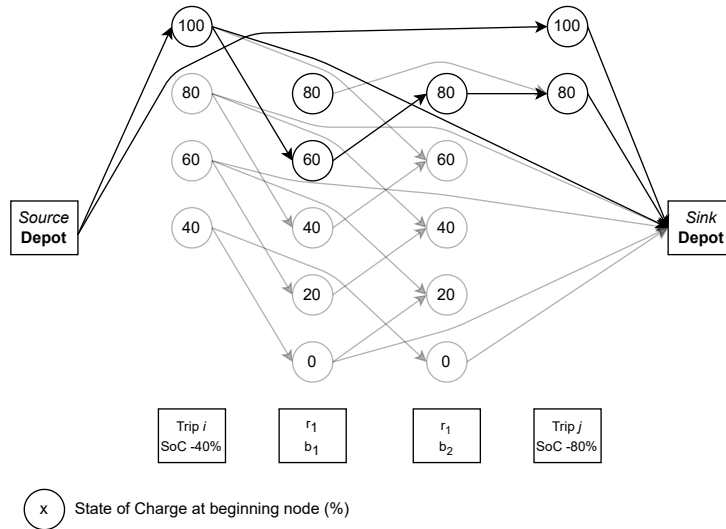 100
100
80
80
80
80
60
60
60
Source
Depot
40
40
40
Sink
Depot
20
20
0
0
Trip i
SoC -40%
r1
b1
r1
b2
Trip j
SoC -80%
x State of Charge at beginning node (%)